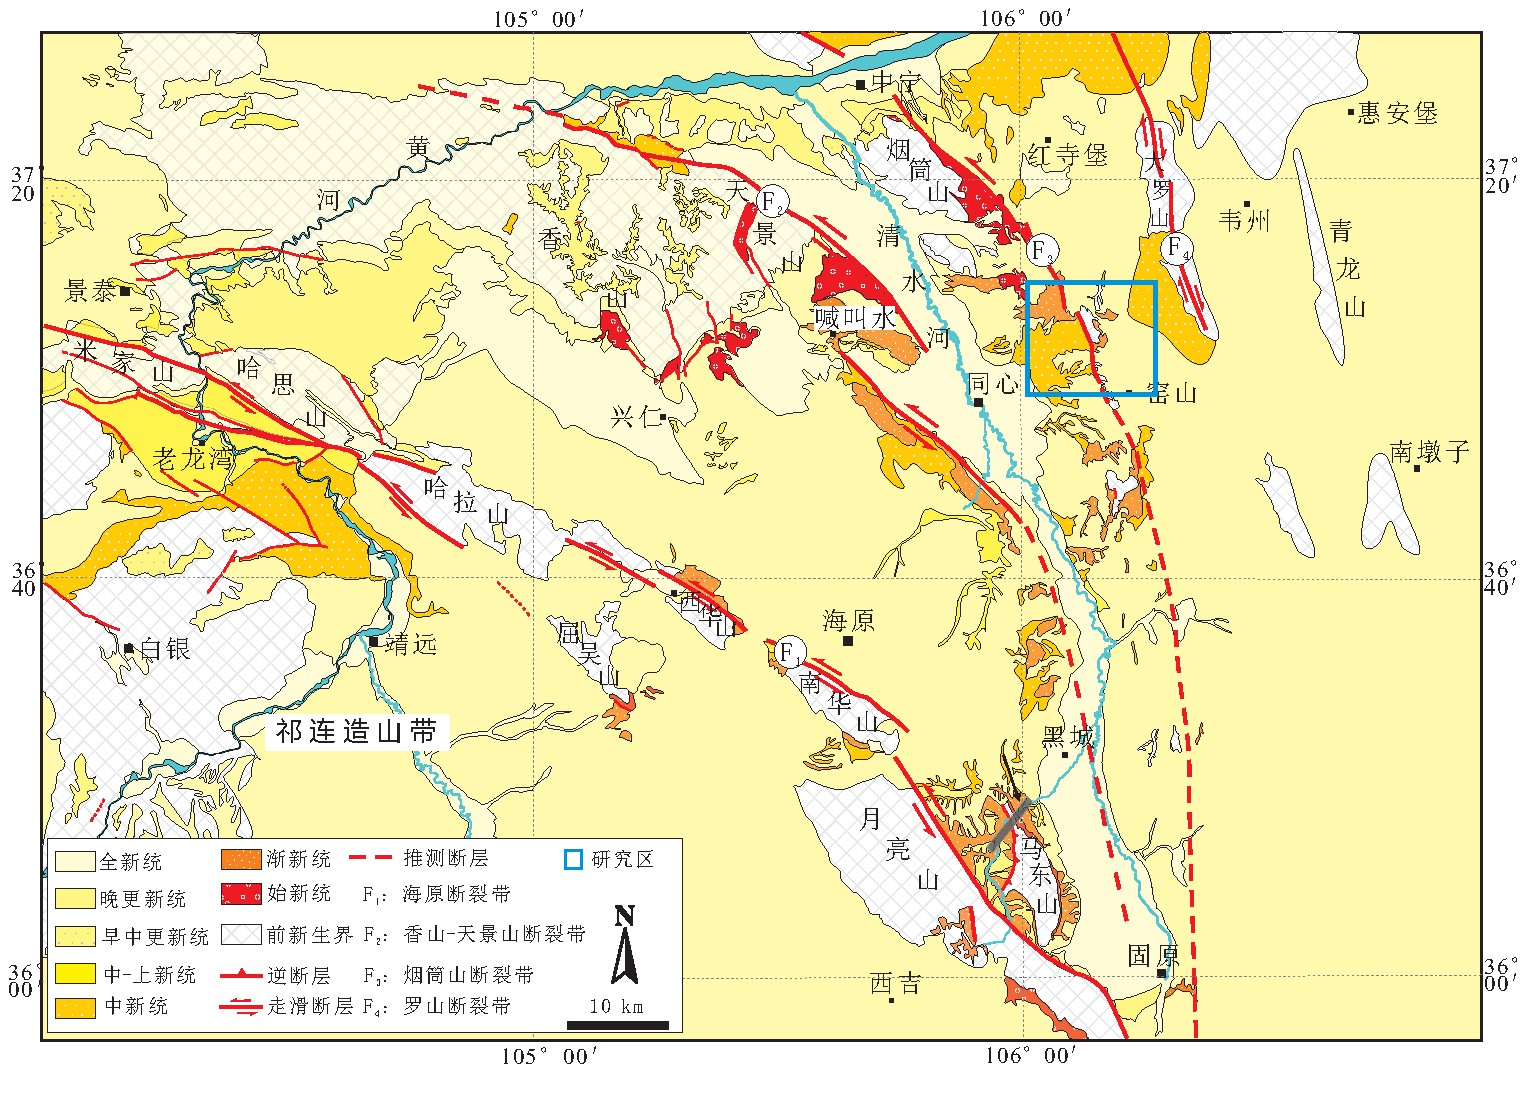 105° 00′
106° 00′
中宁
惠安堡
黄
河
烟
筒
山
红寺堡
大
罗
山
37°
20′
37
20
天
F₂
景
山
香
山
清
水
河
F₃
F₄
韦州
青
龙
山
景泰
喊叫水
米
家
山
哈
思
山
兴仁
同心
窑山
老龙湾
南墩子
哈
拉
山
36
40
36°
40′
西
华
山
海原
屈
吴
山
白银
靖远
F₁
南
华
山
祁连造山带
黑城
月
亮
山
马
东
山
固原
西吉
36°
00′
36°
00′
全新统
晚更新统
早中更新统
中-上新统
中新统
渐新统
始新统
前新生界
逆断层
走滑断层
推测断层
F₁：海原断裂带
F₂：香山-天景山断裂带
F₃：烟筒山断裂带
F₄：罗山断裂带
研究区
N
10 km
105° 00′
106° 00′